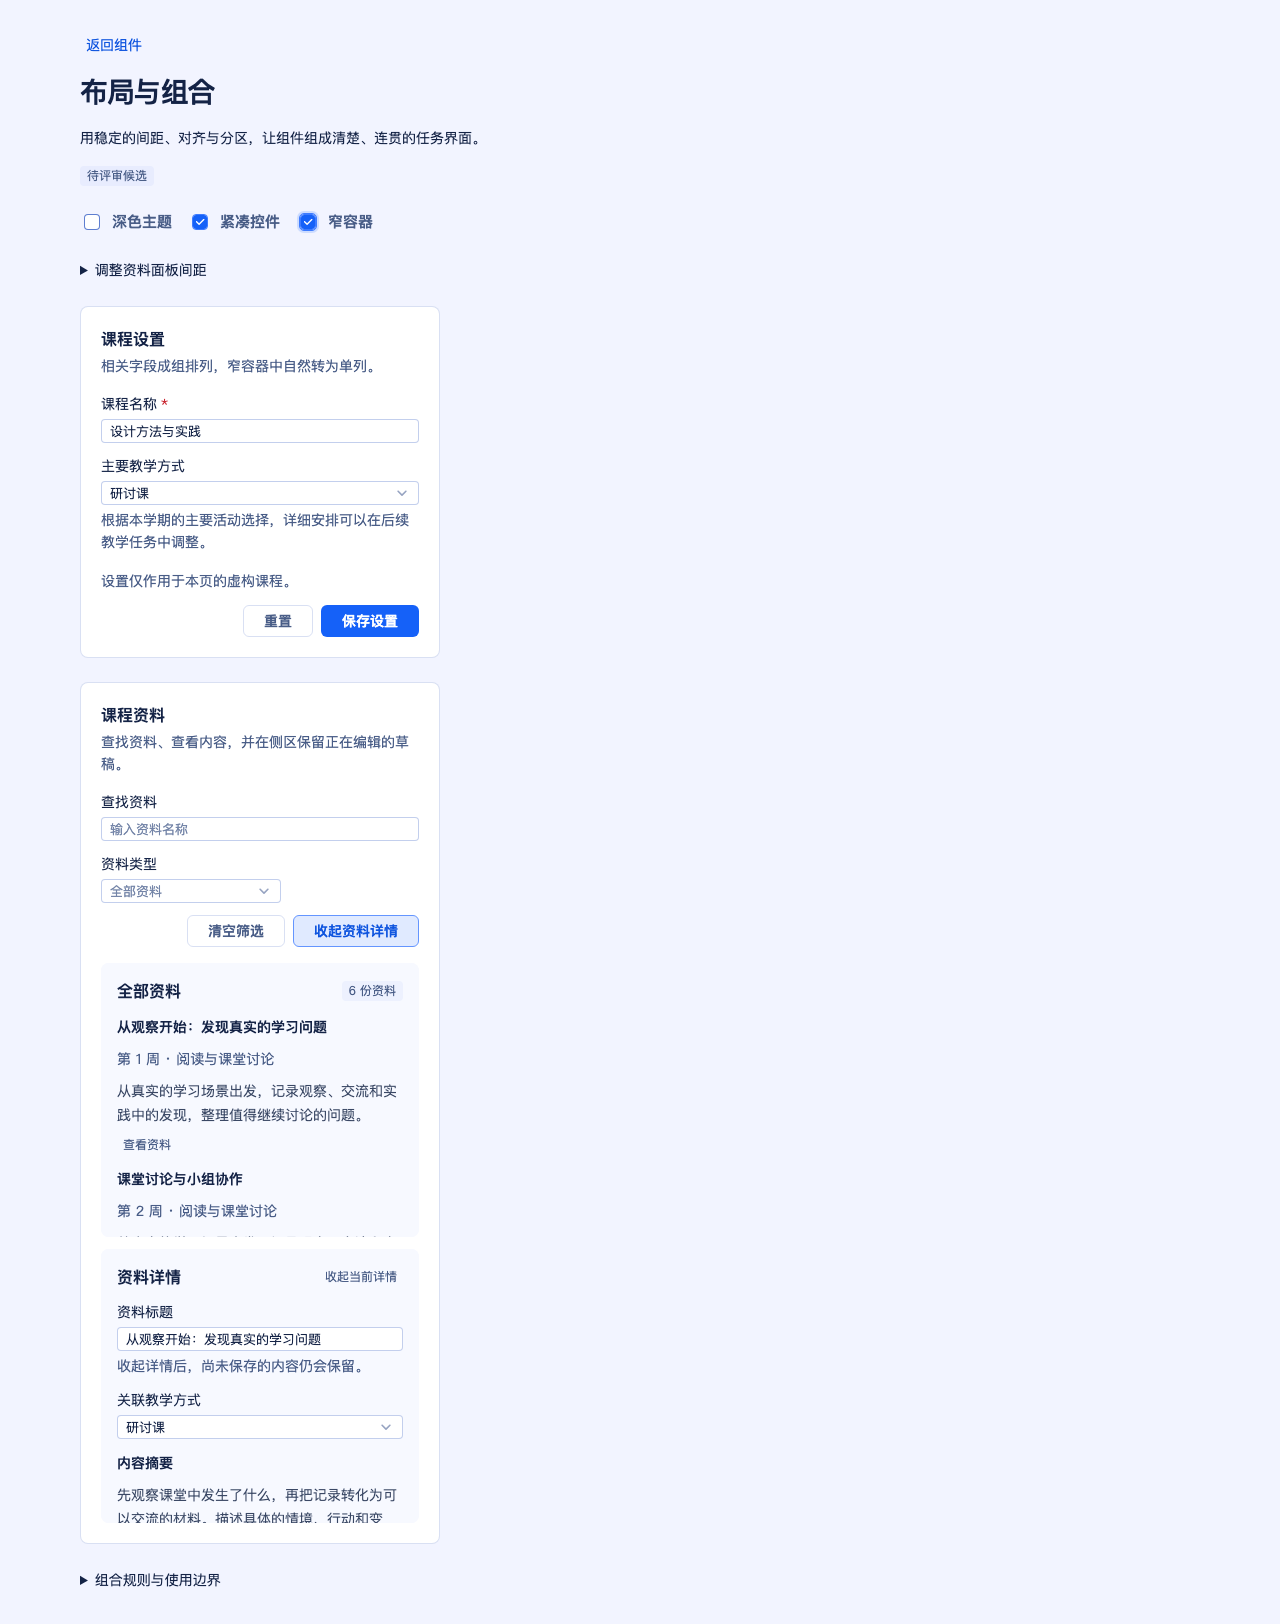 返回组件
布局与组合
用稳定的间距、对齐与分区，让组件组成清楚、连贯的任务界面。
待评审候选
深色主题 紧凑控件 窄容器
调整资料面板间距
课程设置
相关字段成组排列，窄容器中自然转为单列。
课程名称 *
设计方法与实践
主要教学方式
研讨课
根据本学期的主要活动选择，详细安排可以在后续
教学任务中调整。
设置仅作用于本页的虚构课程。
重置 保存设置
课程资料
查找资料、查看内容，并在侧区保留正在编辑的草
稿。
查找资料
输入资料名称
资料类型
全部资料
清空筛选 收起资料详情
全部资料 6 份资料
从观察开始：发现真实的学习问题
第 1 周 · 阅读与课堂讨论
从真实的学习场景出发，记录观察、交流和实
践中的发现，整理值得继续讨论的问题。
查看资料
课堂讨论与小组协作
第 2 周 · 阅读与课堂讨论
资料详情 收起当前详情
资料标题
从观察开始：发现真实的学习问题
收起详情后，尚未保存的内容仍会保留。
关联教学方式
研讨课
内容摘要
先观察课堂中发生了什么，再把记录转化为可
以交流的材料。描述具体的情境、行动和变
组合规则与使用边界